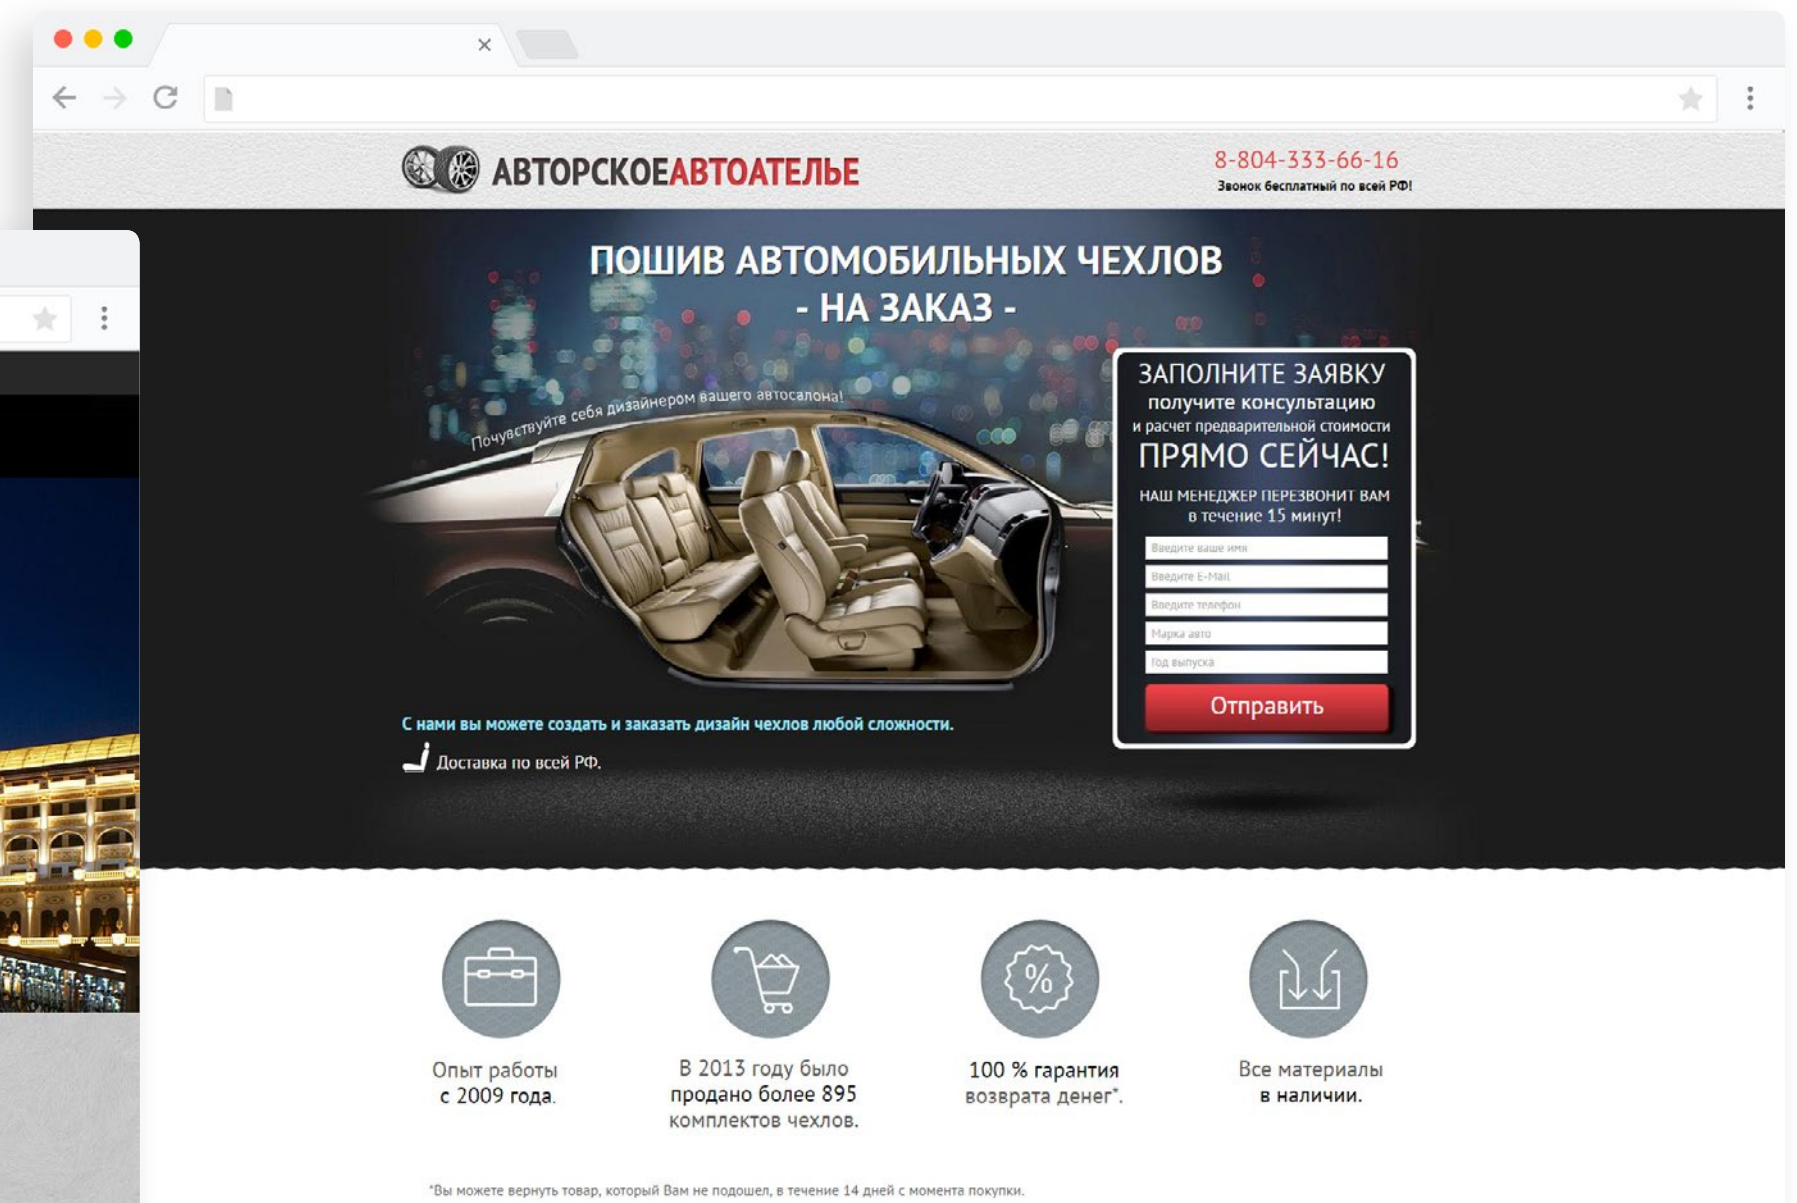 АВТОРСКОЕАВТОАТЕЛЬЕ
8-804-333-66-16
Звонок бесплатный по всей РФ!
ПОШИВ АВТОМОБИЛЬНЫХ ЧЕХЛОВ
- НА ЗАКАЗ -
Почувствуйте себя дизайнером вашего автосалона!
ЗАПОЛНИТЕ ЗАЯВКУ
получите консультацию
и расчет предварительной стоимости
ПРЯМО СЕЙЧАС!
НАШ МЕНЕДЖЕР ПЕРЕЗВОНИТ ВАМ
в течение 15 минут!
Введите ваше имя
Введите E-Mail
Введите телефон
Марка авто
Год выпуска
Отправить
С нами вы можете создать и заказать дизайн чехлов любой сложности.
Доставка по всей РФ.
%
Опыт работы
с 2009 года.
В 2013 году было
продано более 895
комплектов чехлов.
100 % гарантия
возврата денег*.
Все материалы
в наличии.
*Вы можете вернуть товар, который Вам не подошел, в течение 14 дней с момента покупки.